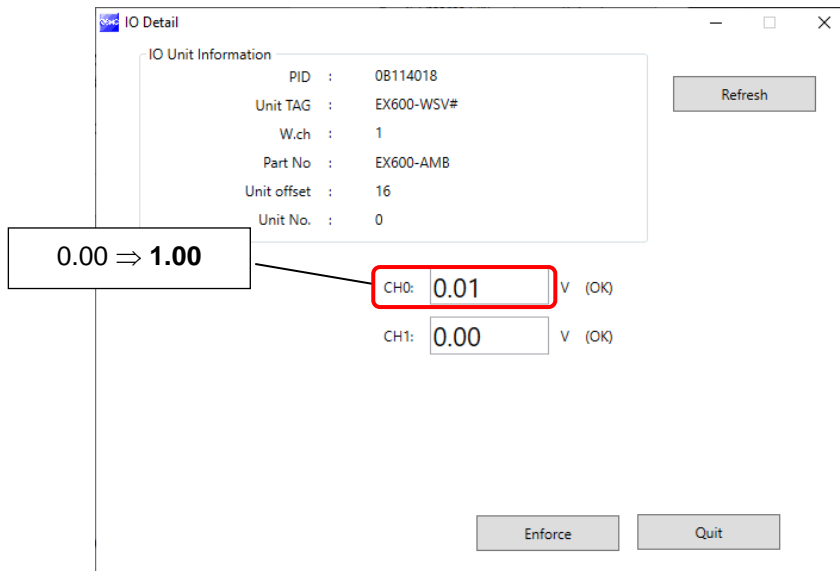 IO Detail
IO Unit Information
PID : 0B114018
Unit TAG : EX600-WSV#
W.ch : 1
Part No : EX600-AMB
Unit offset : 16
Unit No. : 0
Refresh
0.00 ⇒ 1.00
CH0: 0.01 V (OK)
CH1: 0.00 V (OK)
Enforce Quit